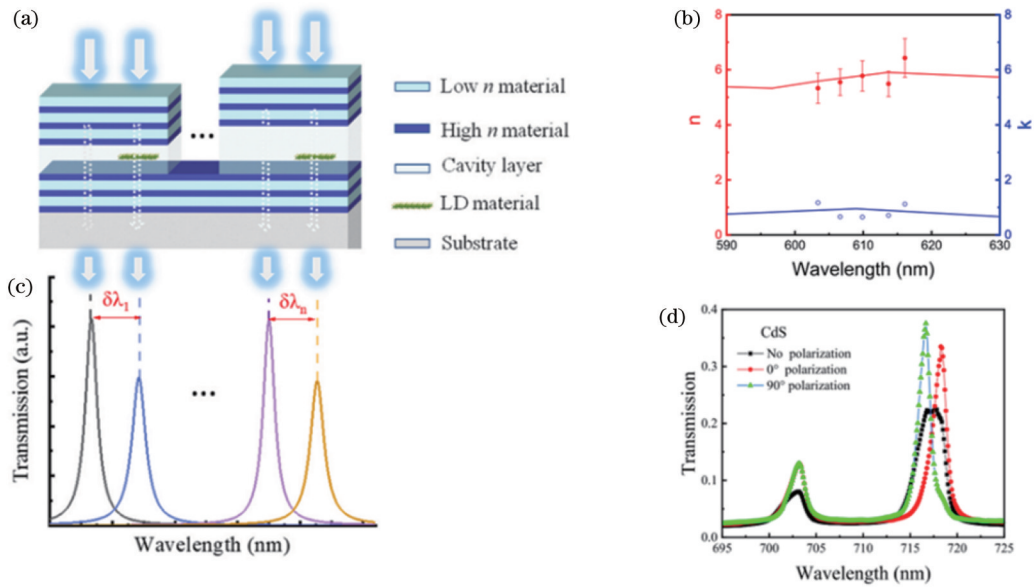 (a)
Low n material
High n material
Cavity layer
LD material
Substrate
...
(b)
8
6
4
2
0
n
8
6
4
2
0
k
590
600
610
620
630
Wavelength (nm)
(c)
δλ1
δλn
...
Transmission (a.u.)
Wavelength (nm)
(d)
CdS
No polarization
0° polarization
90° polarization
0.4
0.3
0.2
0.1
0.0
Transmission
695
700
705
710
715
720
725
Wavelength (nm)